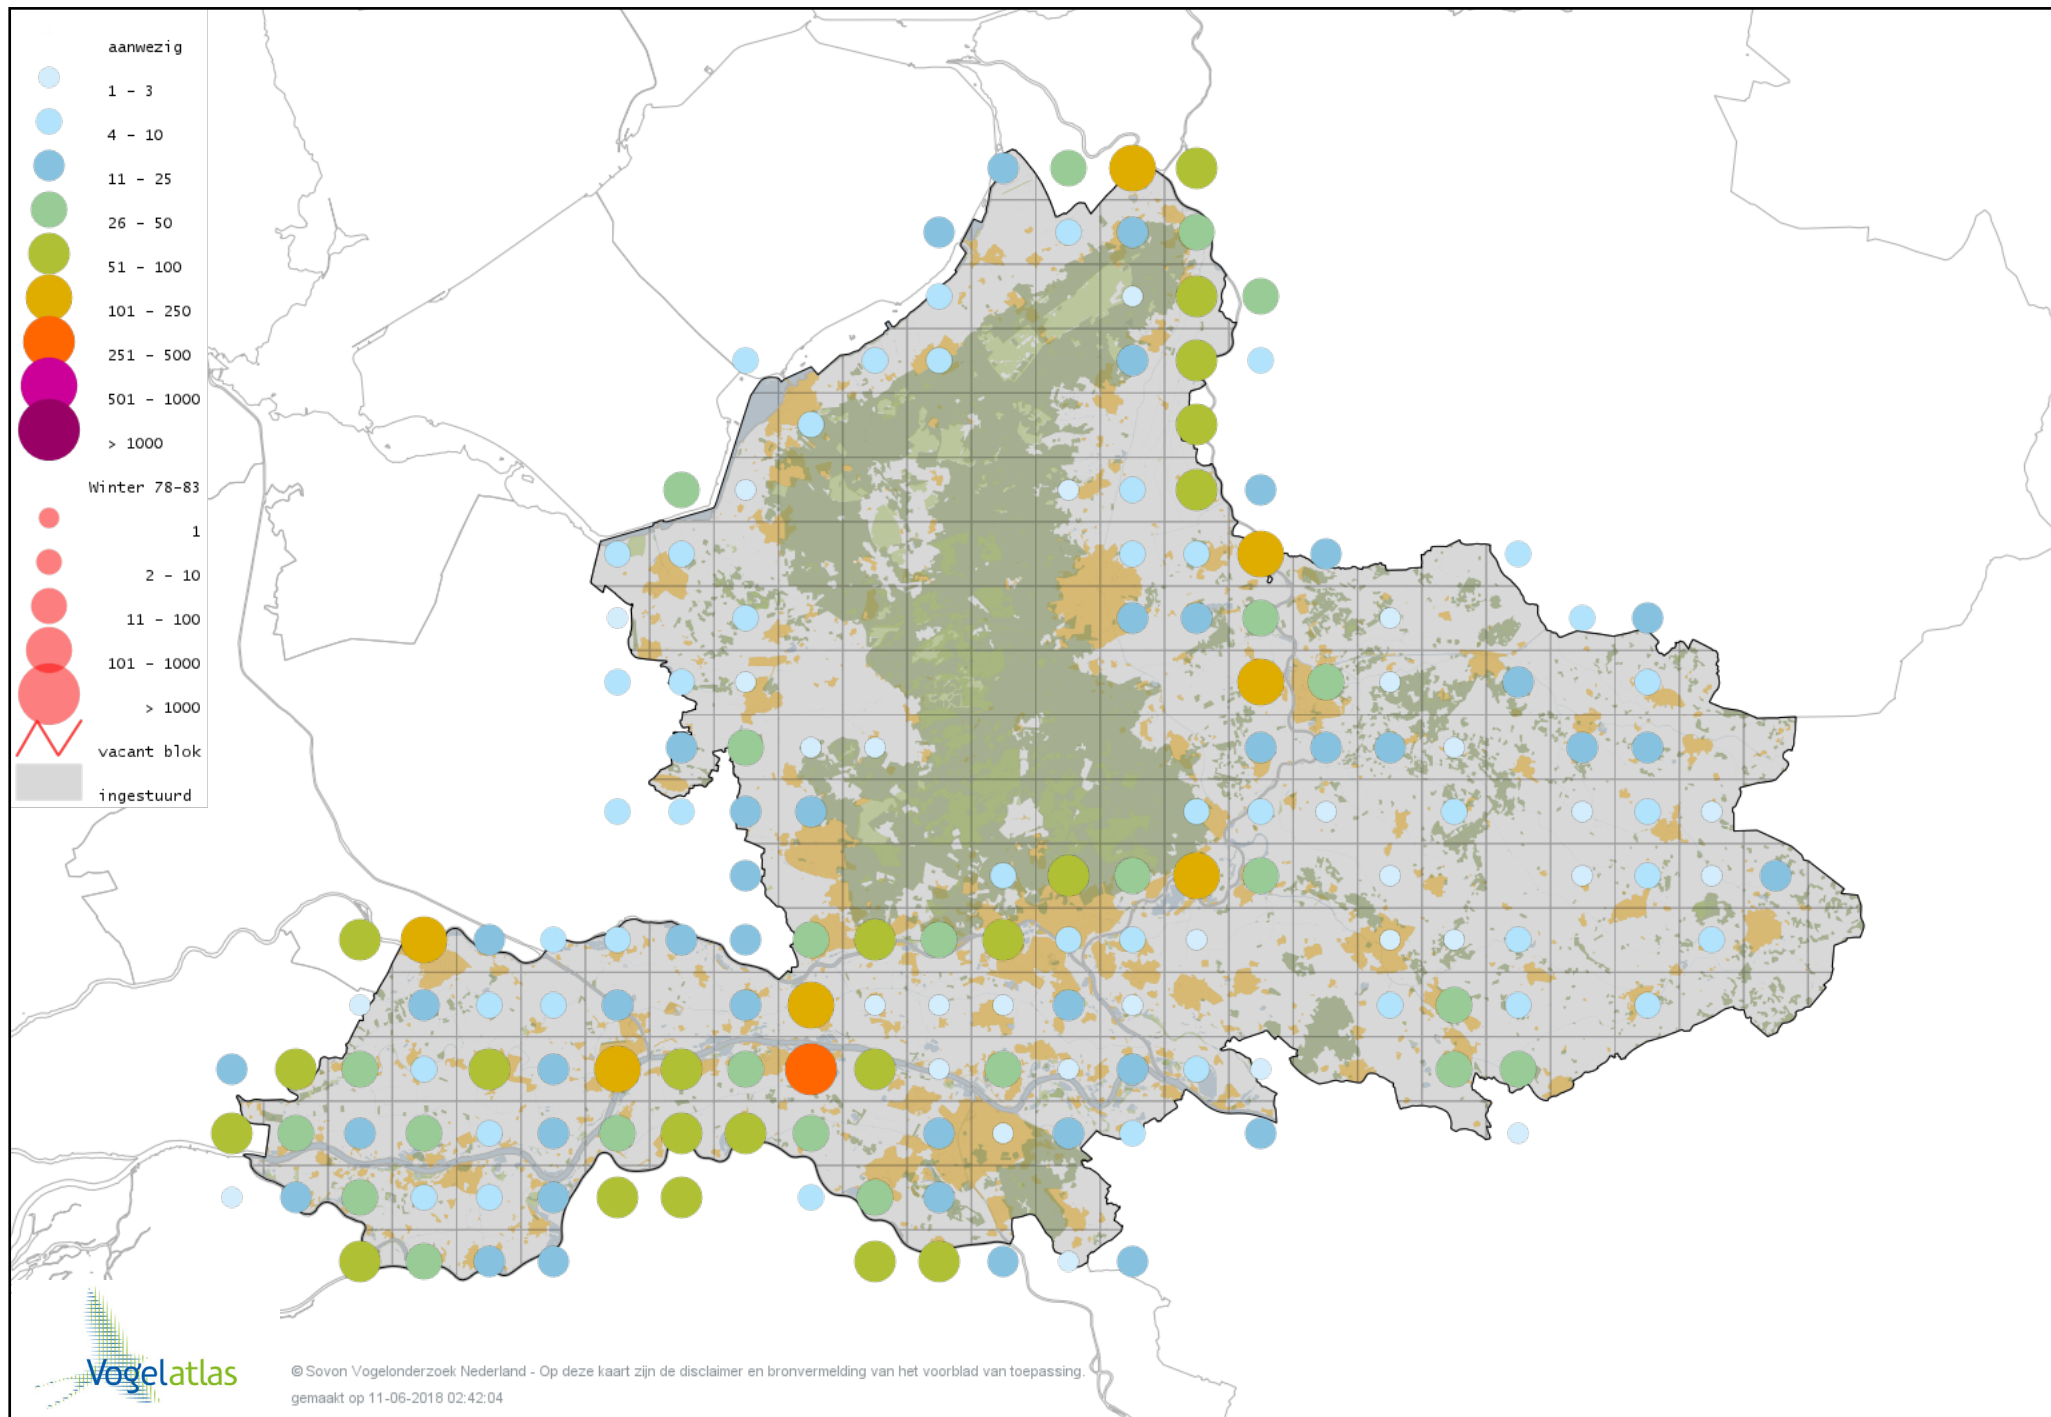 aanwezig
1 - 3
4 - 10
11 - 25
26 - 50
51 - 100
101 - 250
251 - 500
501 - 1000
> 1000
Winter 78-83
1
2 - 10
11 - 100
101 - 1000
> 1000
vacant blok
ingestuurd
Vogelatlas
© Sovon Vogelonderzoek Nederland - Op deze kaart zijn de disclaimer en bronvermelding van het voorblad van toepassing.
gemaakt op 11-06-2018 02:42:04